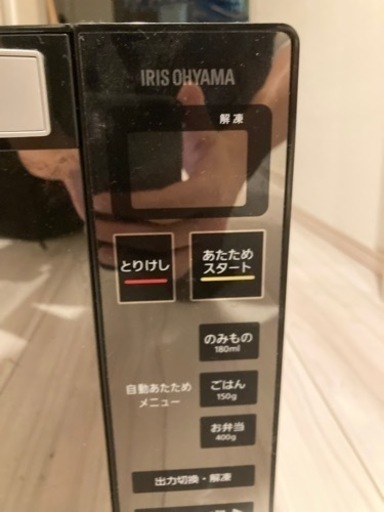 IRIS OHYAMA
解凍
とりけし
あたため
スタート
のみもの
180ml
自動あたため
メニュー
ごはん
150g
お弁当
400g
出力切換・解凍